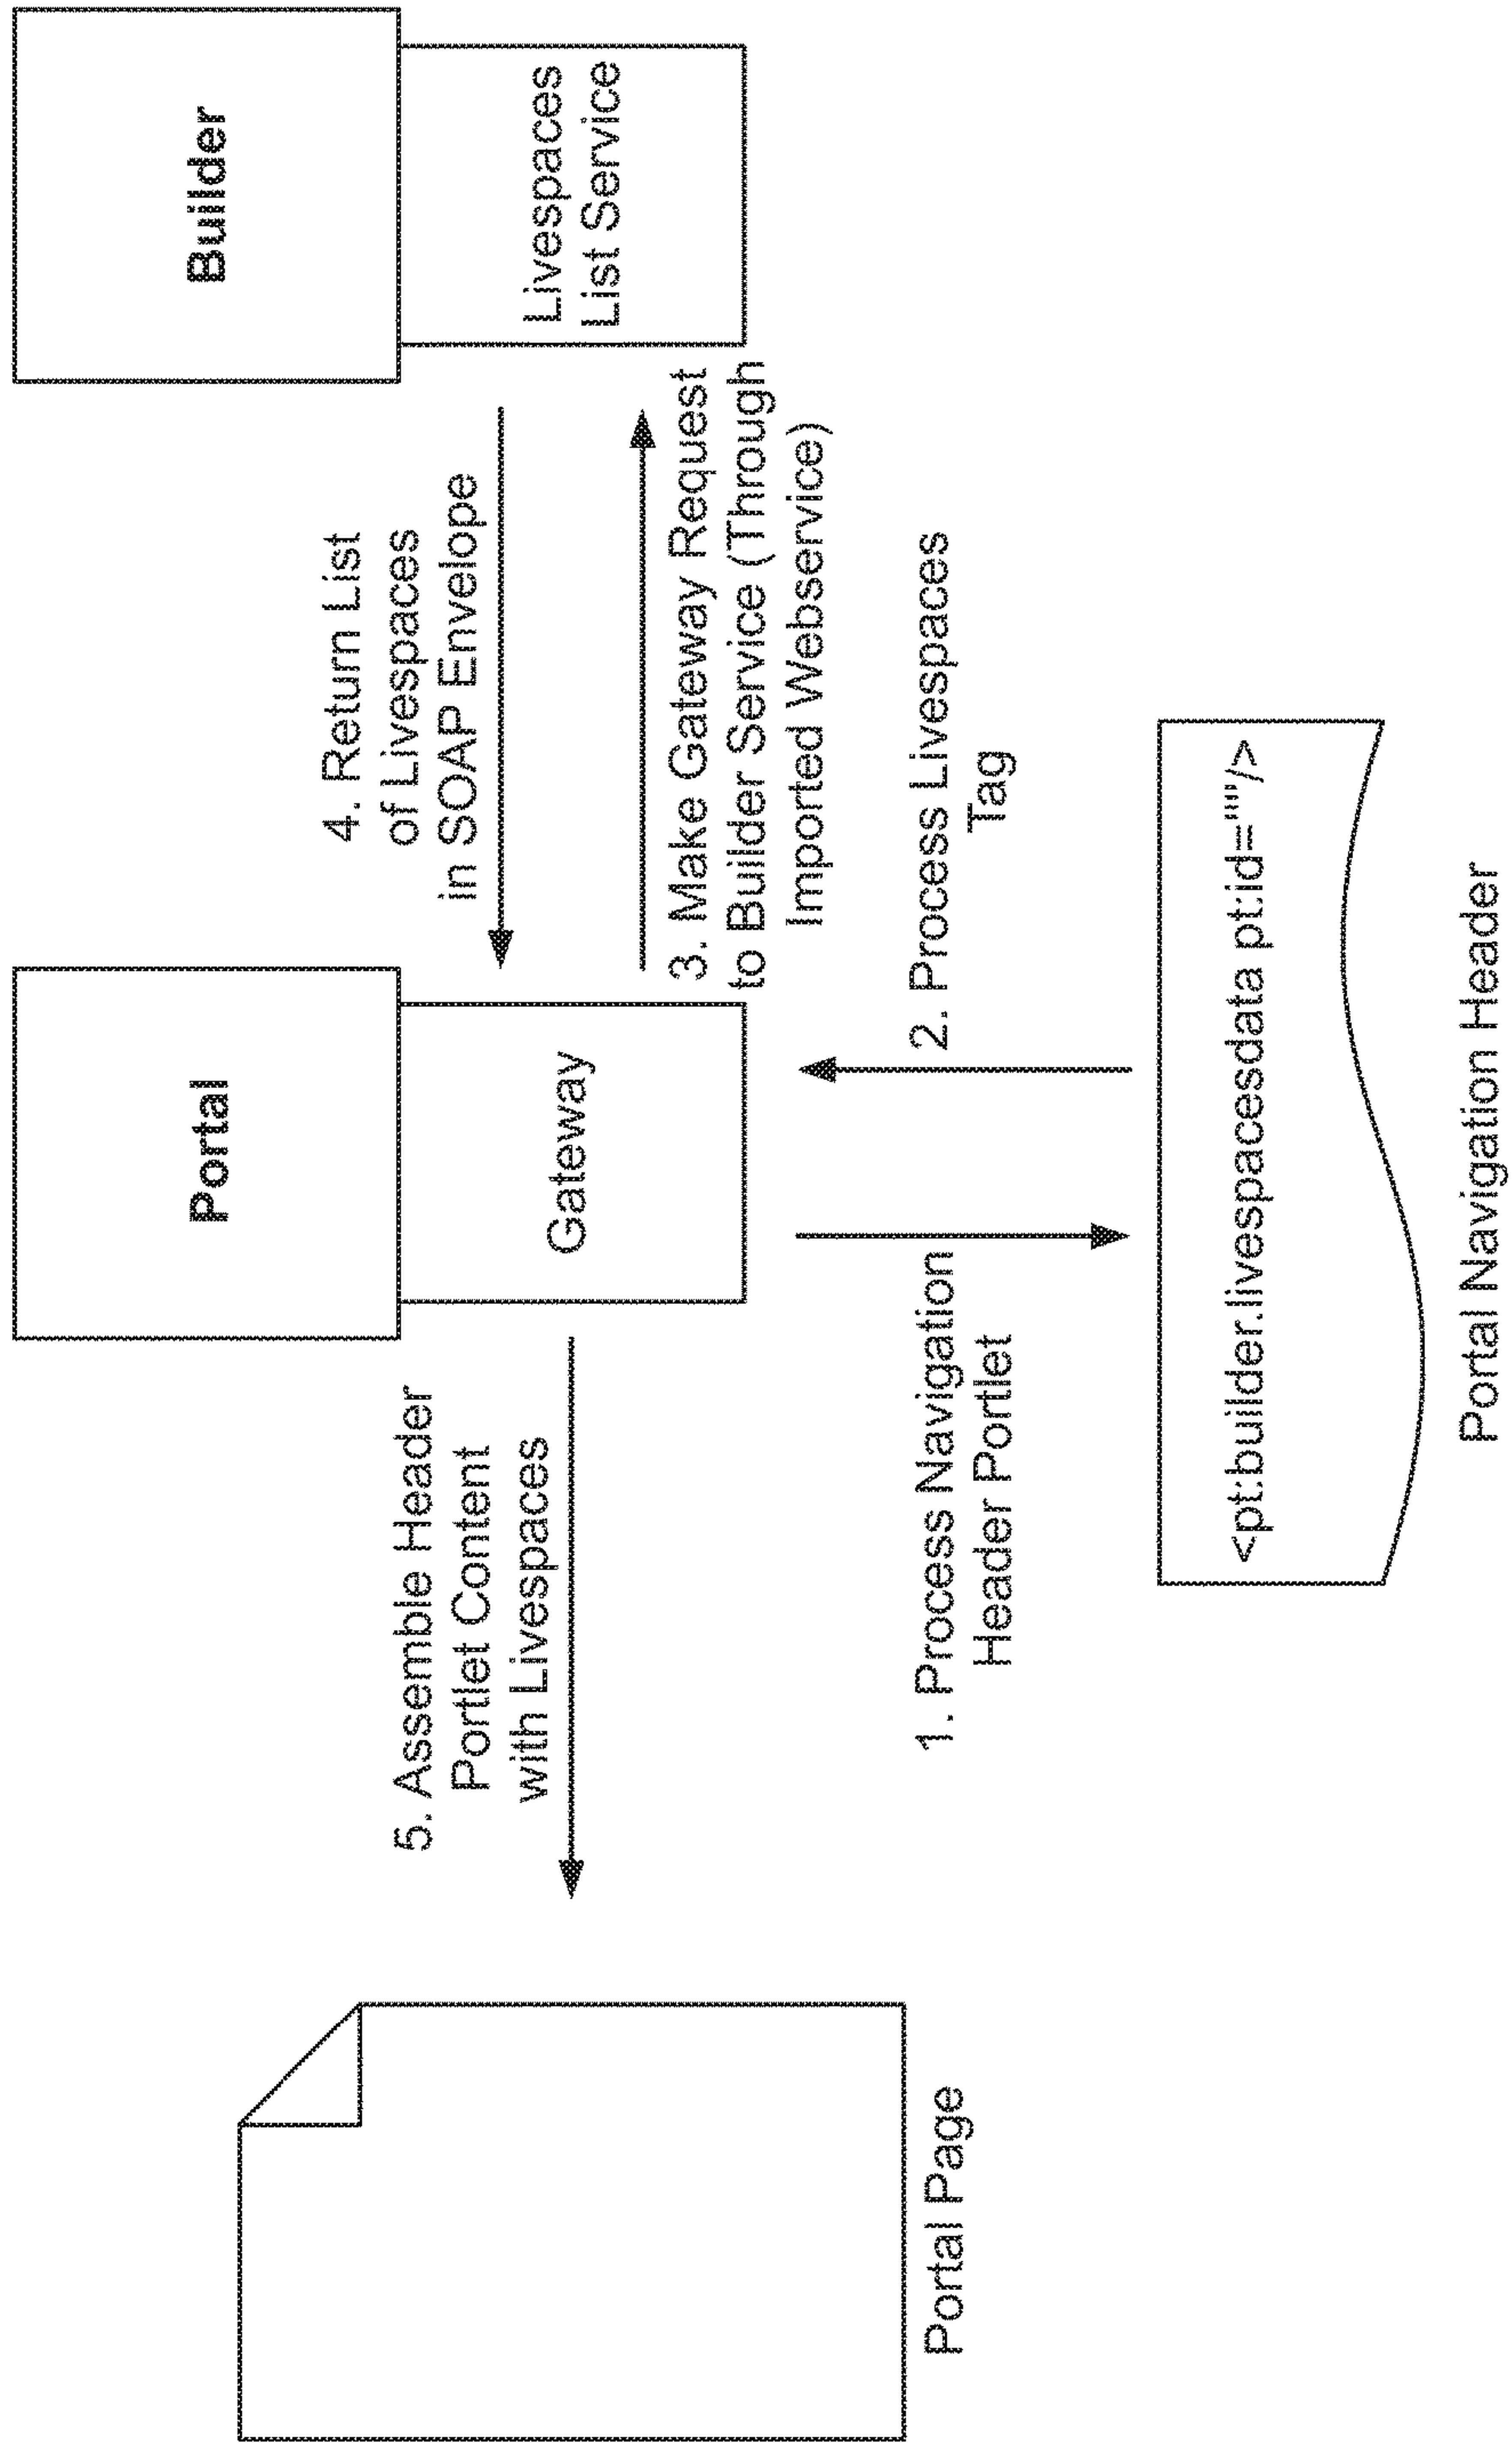 Portal
Gateway
Builder
Livespaces
List Service
4. Return List
of Livespaces
in SOAP Envelope
3. Make Gateway Request
to Builder Service (Through
Imported Webservice)
5. Assemble Header
Portlet Content
with Livespaces
1. Process Navigation
Header Portlet
2. Process Livespaces
Tag
<pt:builder.livespacesdata pt:id=""/>
Portal Navigation Header
Portal Page